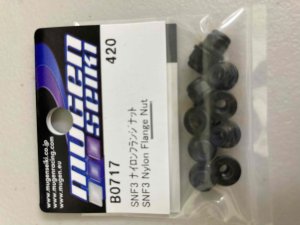 mugen
seiki
www.mugenseiki.co.jp
www.mugenracing.com
www.mugen.eu
420
B0717
SNF3 ナイロンフランジナット
SNF3 Nylon Flange Nut